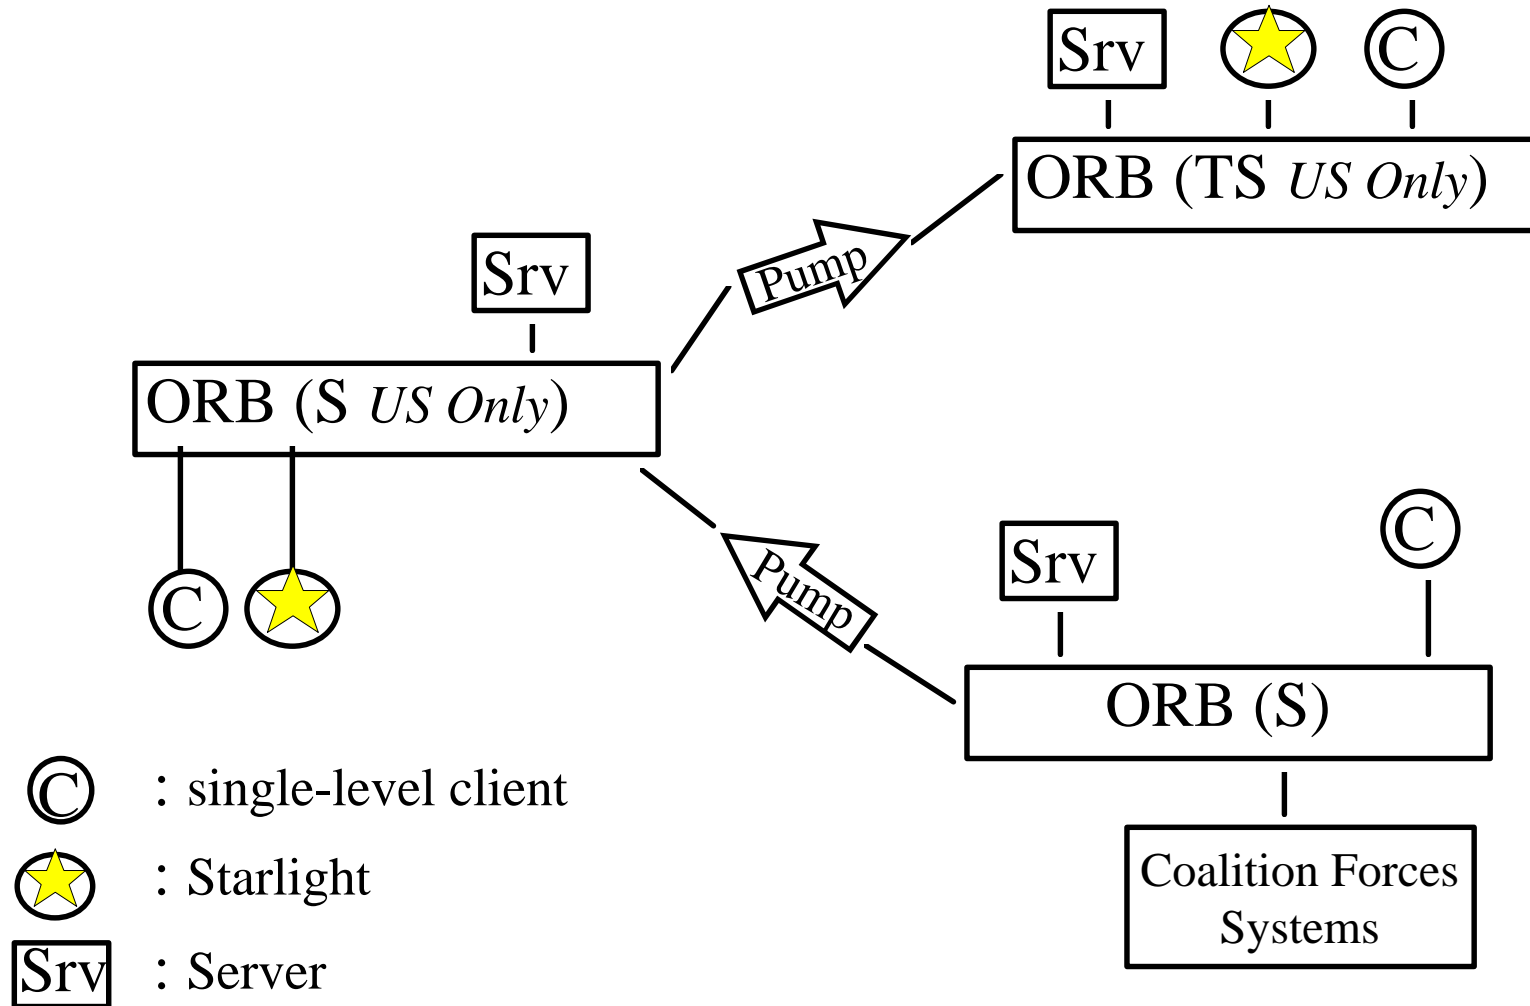 Srv
C
ORB (TS US Only)
Pump
Srv
ORB (S US Only)
C
Pump
Srv
C
ORB (S)
Coalition Forces
Systems
C : single-level client
: Starlight
Srv : Server